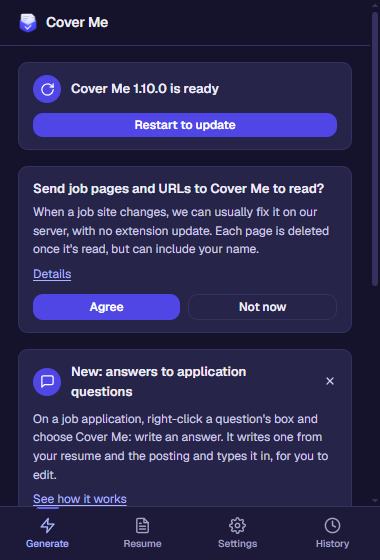 Cover Me
Cover Me 1.10.0 is ready
Restart to update
Send job pages and URLs to Cover Me to read?
When a job site changes, we can usually fix it on our
server, with no extension update. Each page is deleted
once it's read, but can include your name.
Details
Agree
Not now
New: answers to application
questions
On a job application, right-click a question's box and
choose Cover Me: write an answer. It writes one from
your resume and the posting and types it in, for you to
edit.
See how it works
Generate
Resume
Settings
History